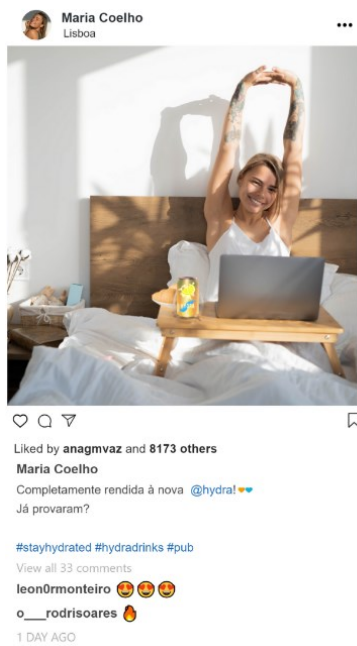 Maria Coelho
Lisboa
Liked by anagmvaz and 8173 others
Maria Coelho
Completamente rendida à nova @hydra!
Já provaram?
#stayhydrated #hydradrinks #pub
View all 33 comments
leon0rmonteiro
o___rodrisoares
1 DAY AGO